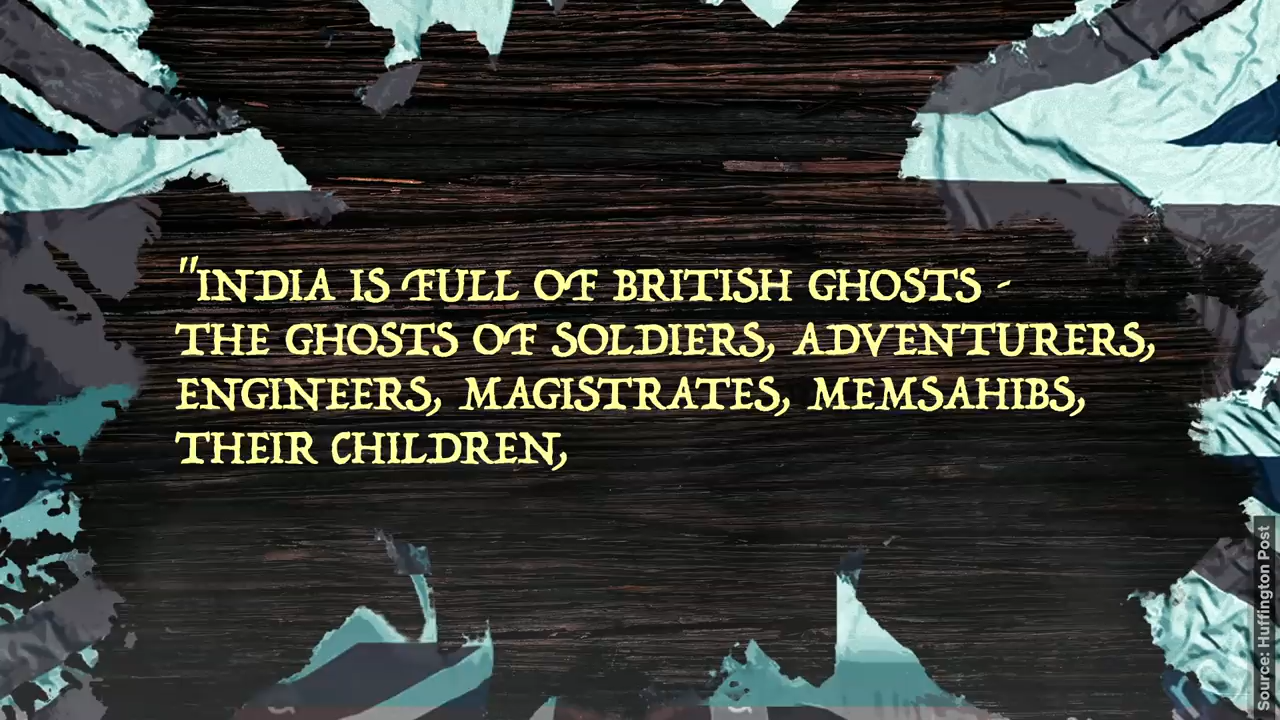 "INDIA IS FULL OF BRITISH GHOSTS -
THE GHOSTS OF SOLDIERS, ADVENTURERS,
ENGINEERS, MAGISTRATES, MEMSAHIBS,
THEIR CHILDREN,
Source: Huffington Post